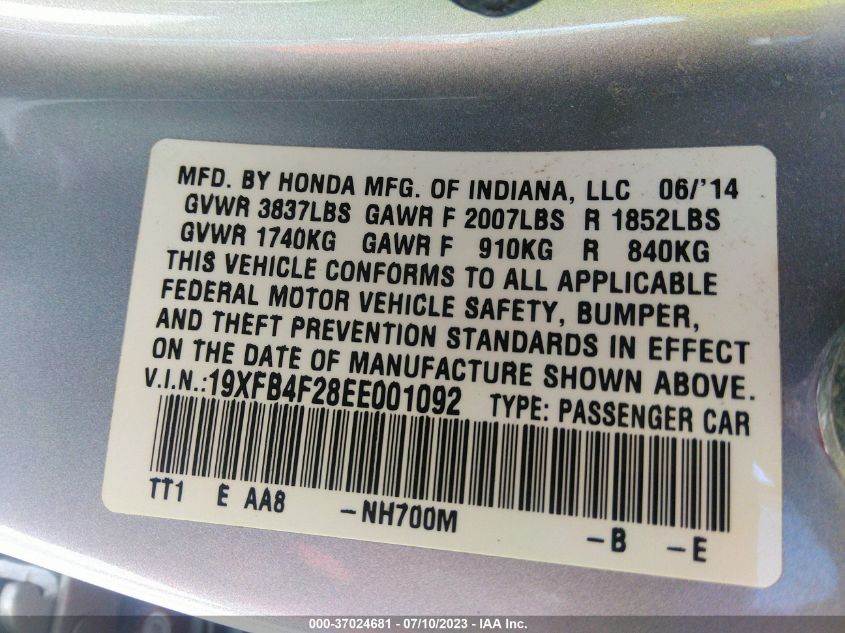 MFD. BY HONDA MFG. OF INDIANA, LLC 06/'14
GVWR 3837LBS GAWR F 2007LBS R 1852LBS
GVWR 1740KG GAWR F 910KG R 840KG
THIS VEHICLE CONFORMS TO ALL APPLICABLE
FEDERAL MOTOR VEHICLE SAFETY, BUMPER,
AND THEFT PREVENTION STANDARDS IN EFFECT
ON THE DATE OF MANUFACTURE SHOWN ABOVE.
V.I.N.:19XFB4F28EE001092 TYPE: PASSENGER CAR
TT1 E AA8 -NH700M -B -E
000-37024681 - 07/10/2023 - IAA Inc.